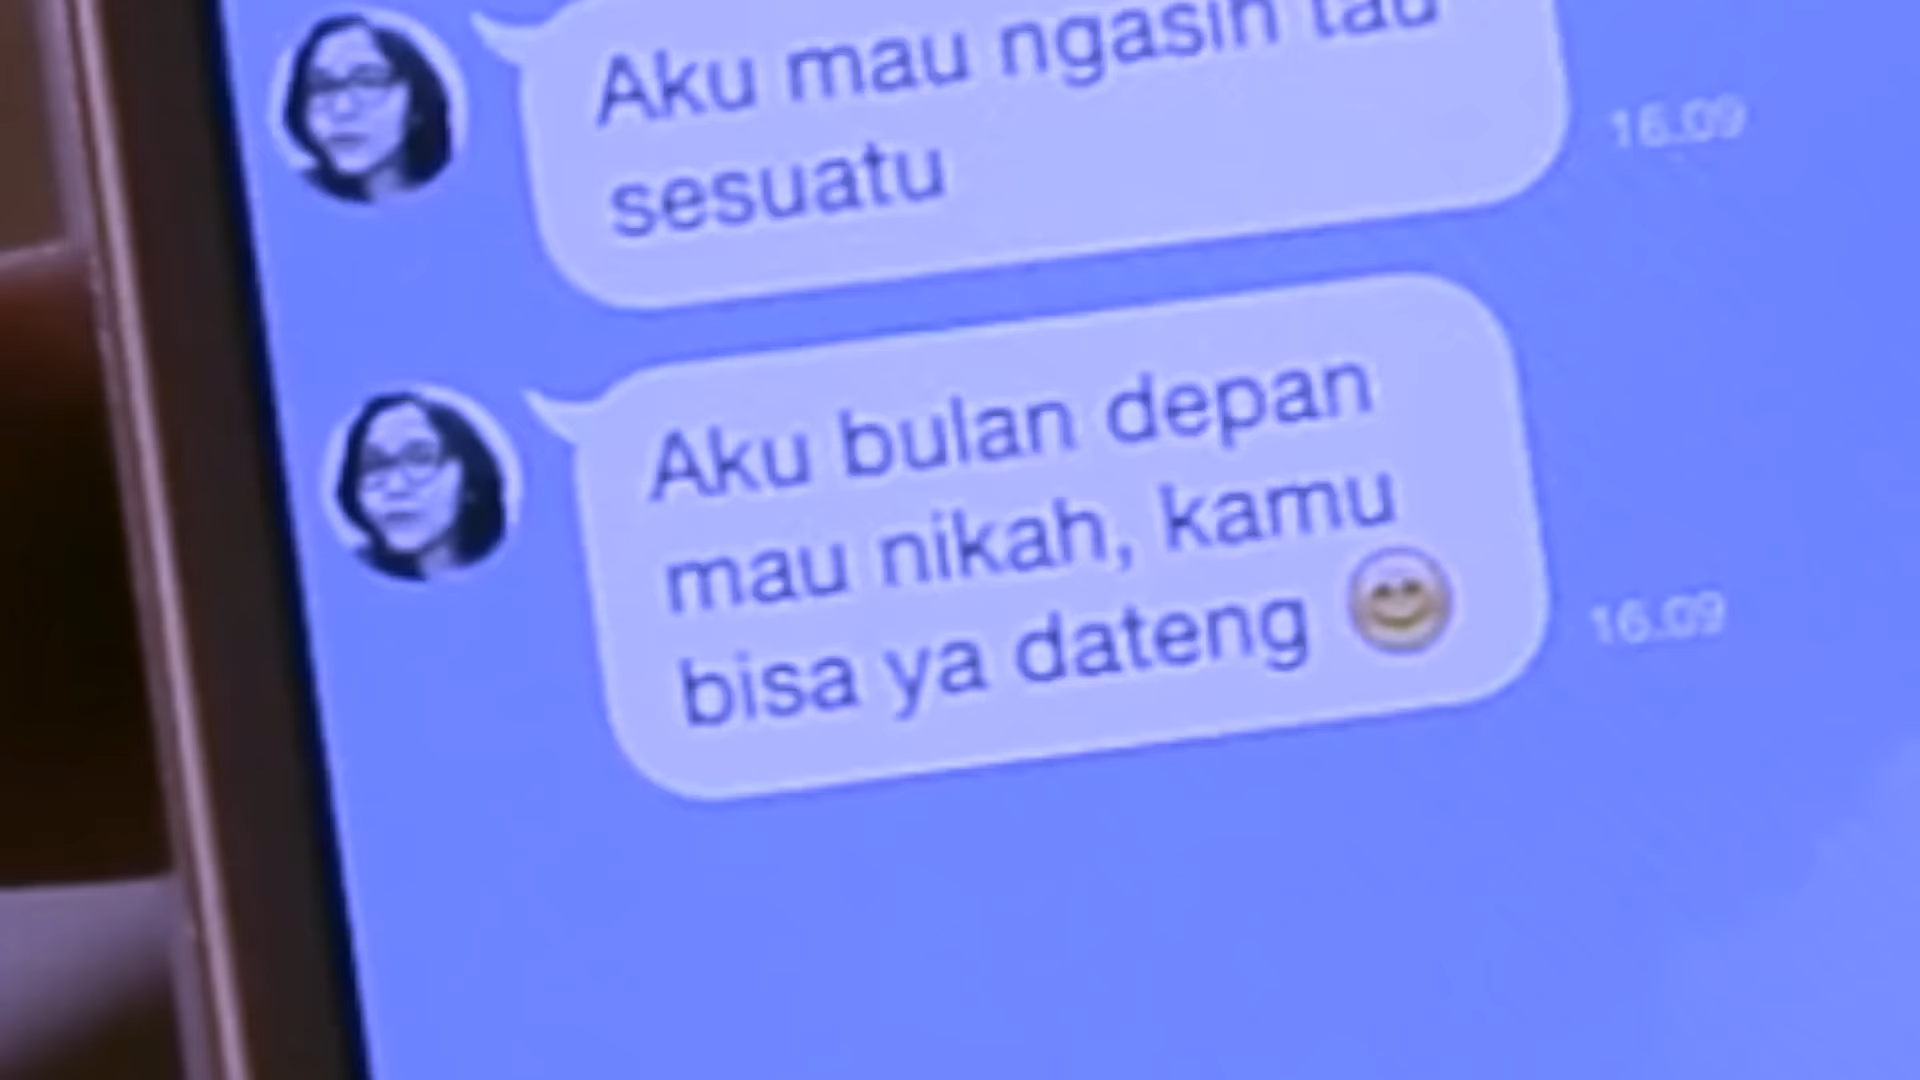 Aku mau ngasih tau
sesuatu
16.09
Aku bulan depan
mau nikah, kamu
bisa ya dateng 😊
16.09